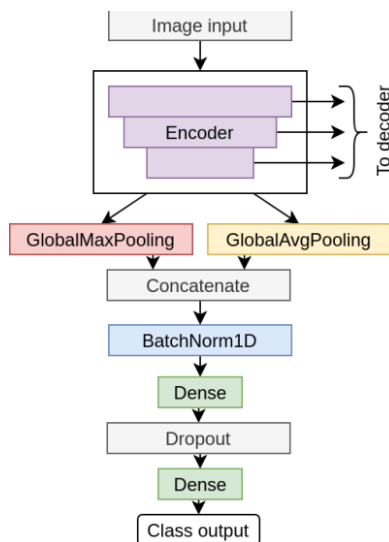 Image input
Encoder
To decoder
GlobalMaxPooling
GlobalAvgPooling
Concatenate
BatchNorm1D
Dense
Dropout
Dense
Class output